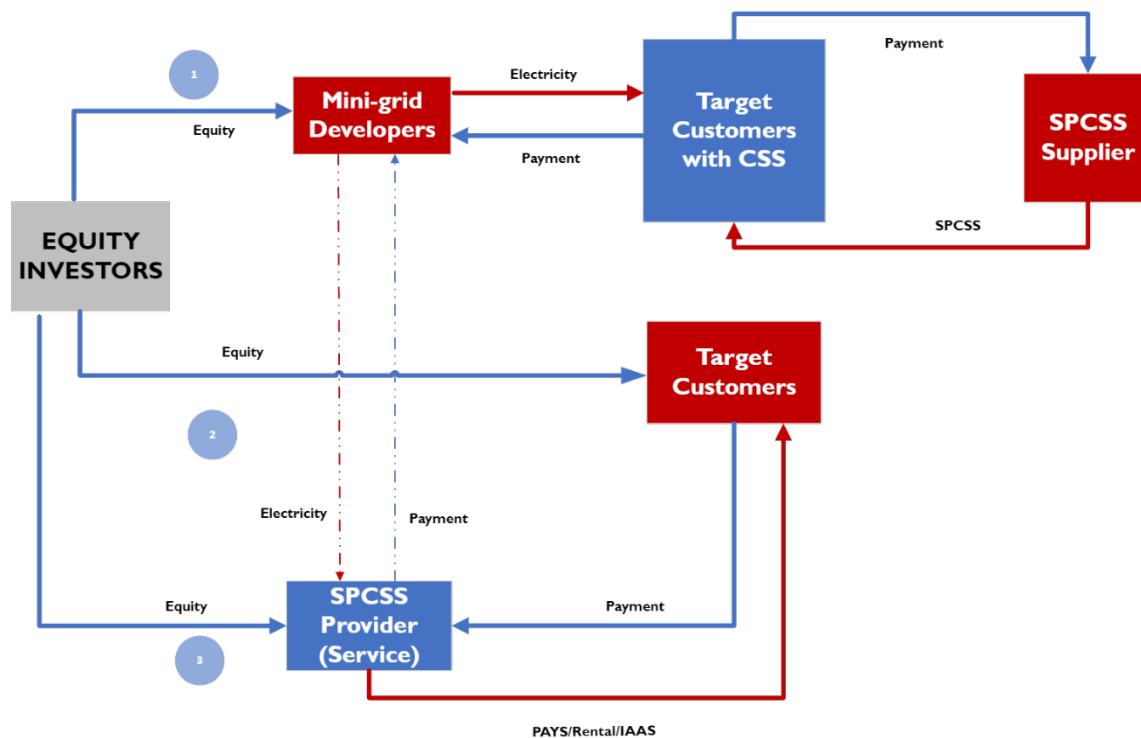 Payment
1
Electricity
Mini-grid
Developers
Target
Customers
with CSS
SPCSS
Supplier
Equity
Payment
SPCSS
EQUITY
INVESTORS
Equity
Target
Customers
2
Electricity
Payment
SPCSS
Provider
(Service)
Equity
Payment
3
PAYS/Rental/IAAS